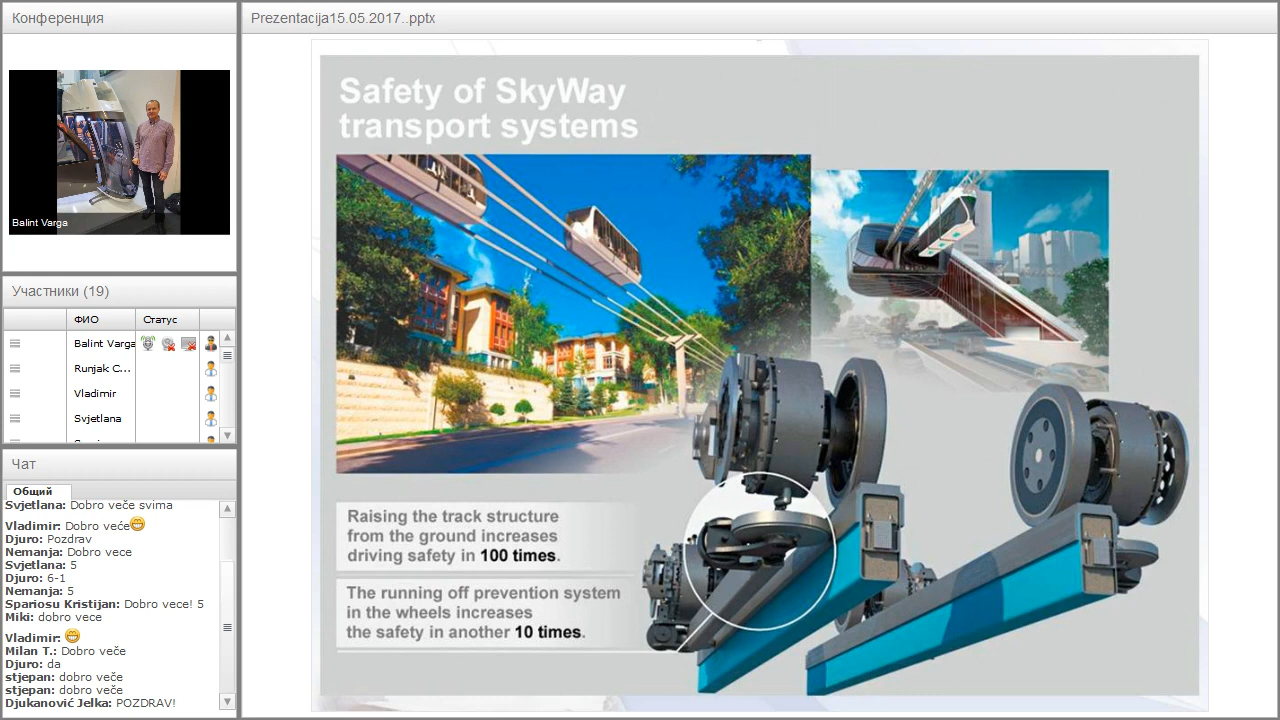 Конференция
Balint Varga
Участники (19)
ФИО
Статус
Balint Varga
Runjak C...
Vladimir
Svjetlana
Чат
Общий
Svjetlana: Dobro veče svima
Vladimir: Dobro veće
Djuro: Pozdrav
Nemanja: Dobro vece
Svjetlana: 5
Djuro: 6-1
Nemanja: 5
Spariosu Kristijan: Dobro vece! 5
Miki: dobro vece
Vladimir:
Milan T.: Dobro veče
Djuro: da
stjepan: dobro veče
stjepan: dobro veče
Djukanović Jelka: POZDRAV!
Prezentacija15.05.2017..pptx
Safety of SkyWay
transport systems
Raising the track structure
from the ground increases
driving safety in 100 times.
The running off prevention system
in the wheels increases
the safety in another 10 times.